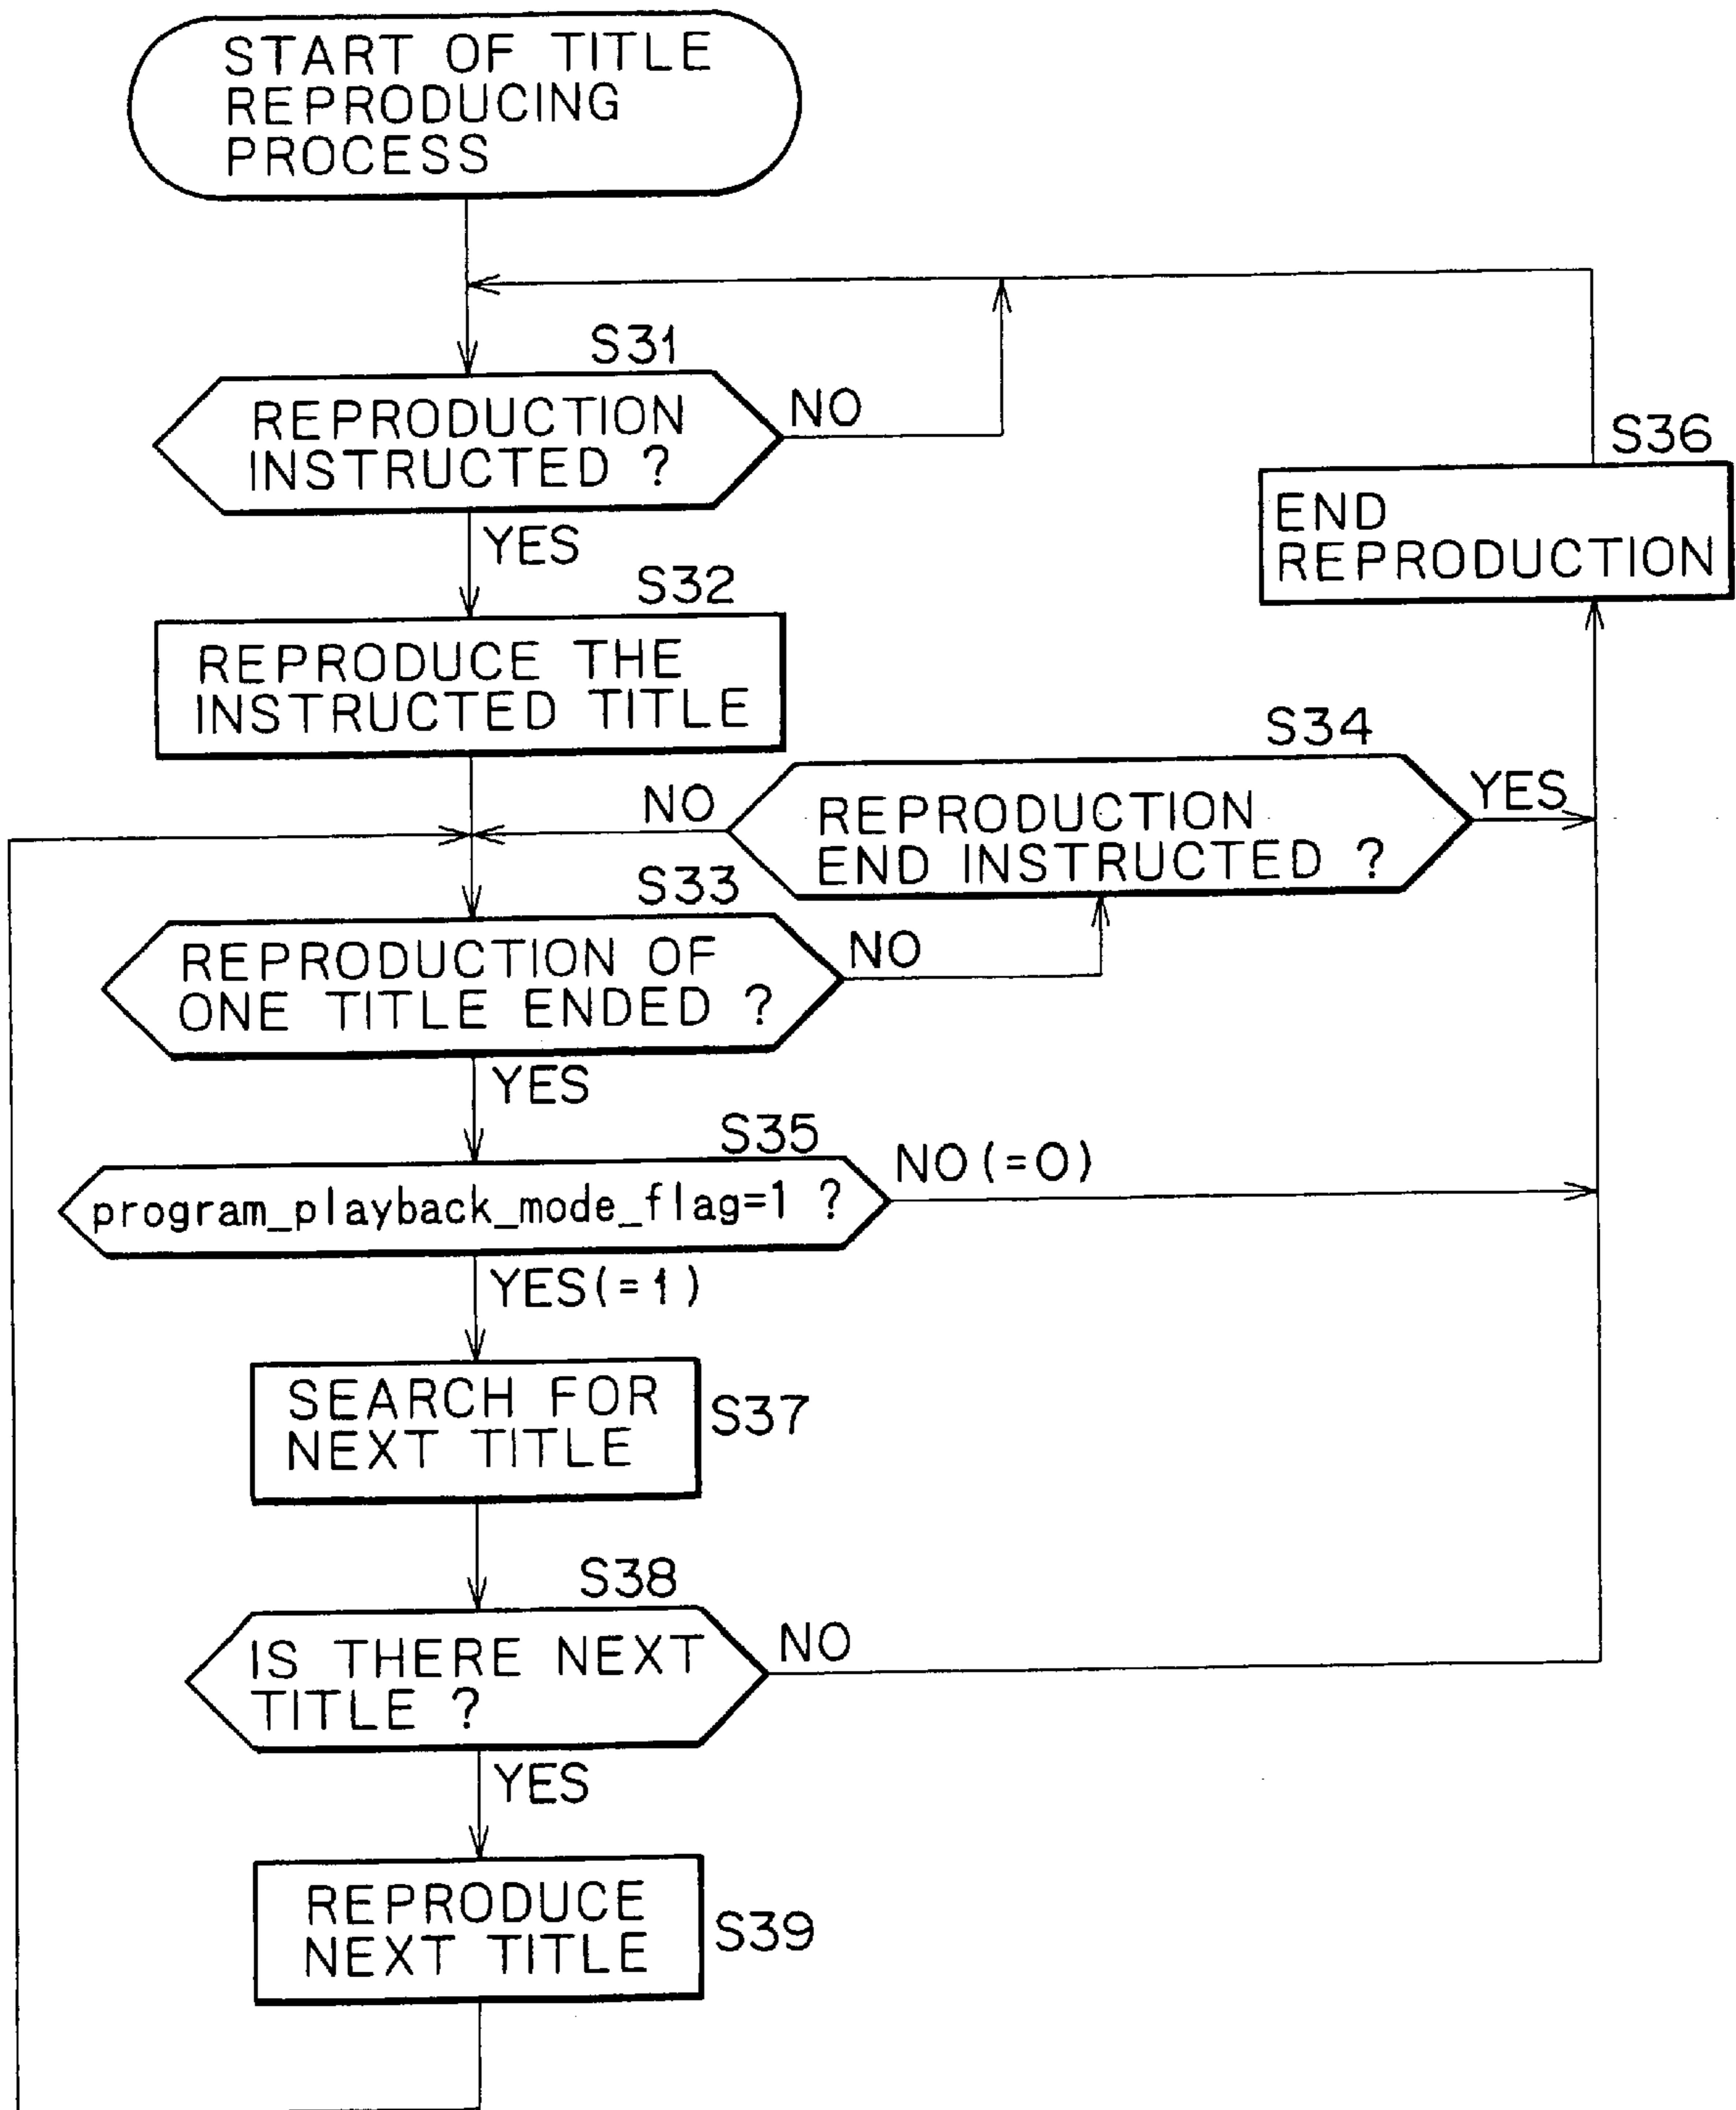 START OF TITLE
REPRODUCING
PROCESS
S31
REPRODUCTION
INSTRUCTED ?
NO
YES
S36
END
REPRODUCTION
S32
REPRODUCE THE
INSTRUCTED TITLE
S34
REPRODUCTION
END INSTRUCTED ?
NO
YES
S33
REPRODUCTION OF
ONE TITLE ENDED ?
NO
YES
S35
program_playback_mode_flag=1 ?
NO(=0)
YES(=1)
SEARCH FOR
NEXT TITLE
S37
S38
IS THERE NEXT
TITLE ?
NO
YES
REPRODUCE
NEXT TITLE
S39